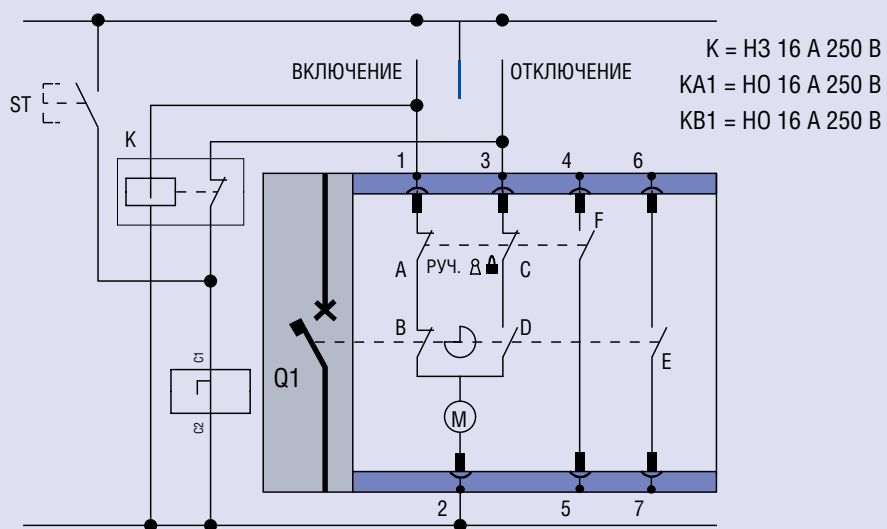 K = НЗ 16 А 250 В
KA1 = НО 16 А 250 В
KB1 = НО 16 А 250 В
ВКЛЮЧЕНИЕ
ОТКЛЮЧЕНИЕ
ST
K
1
3
4
6
F
A
РУЧ.
C
B
D
E
Q1
M
C1
C2
2
5
7